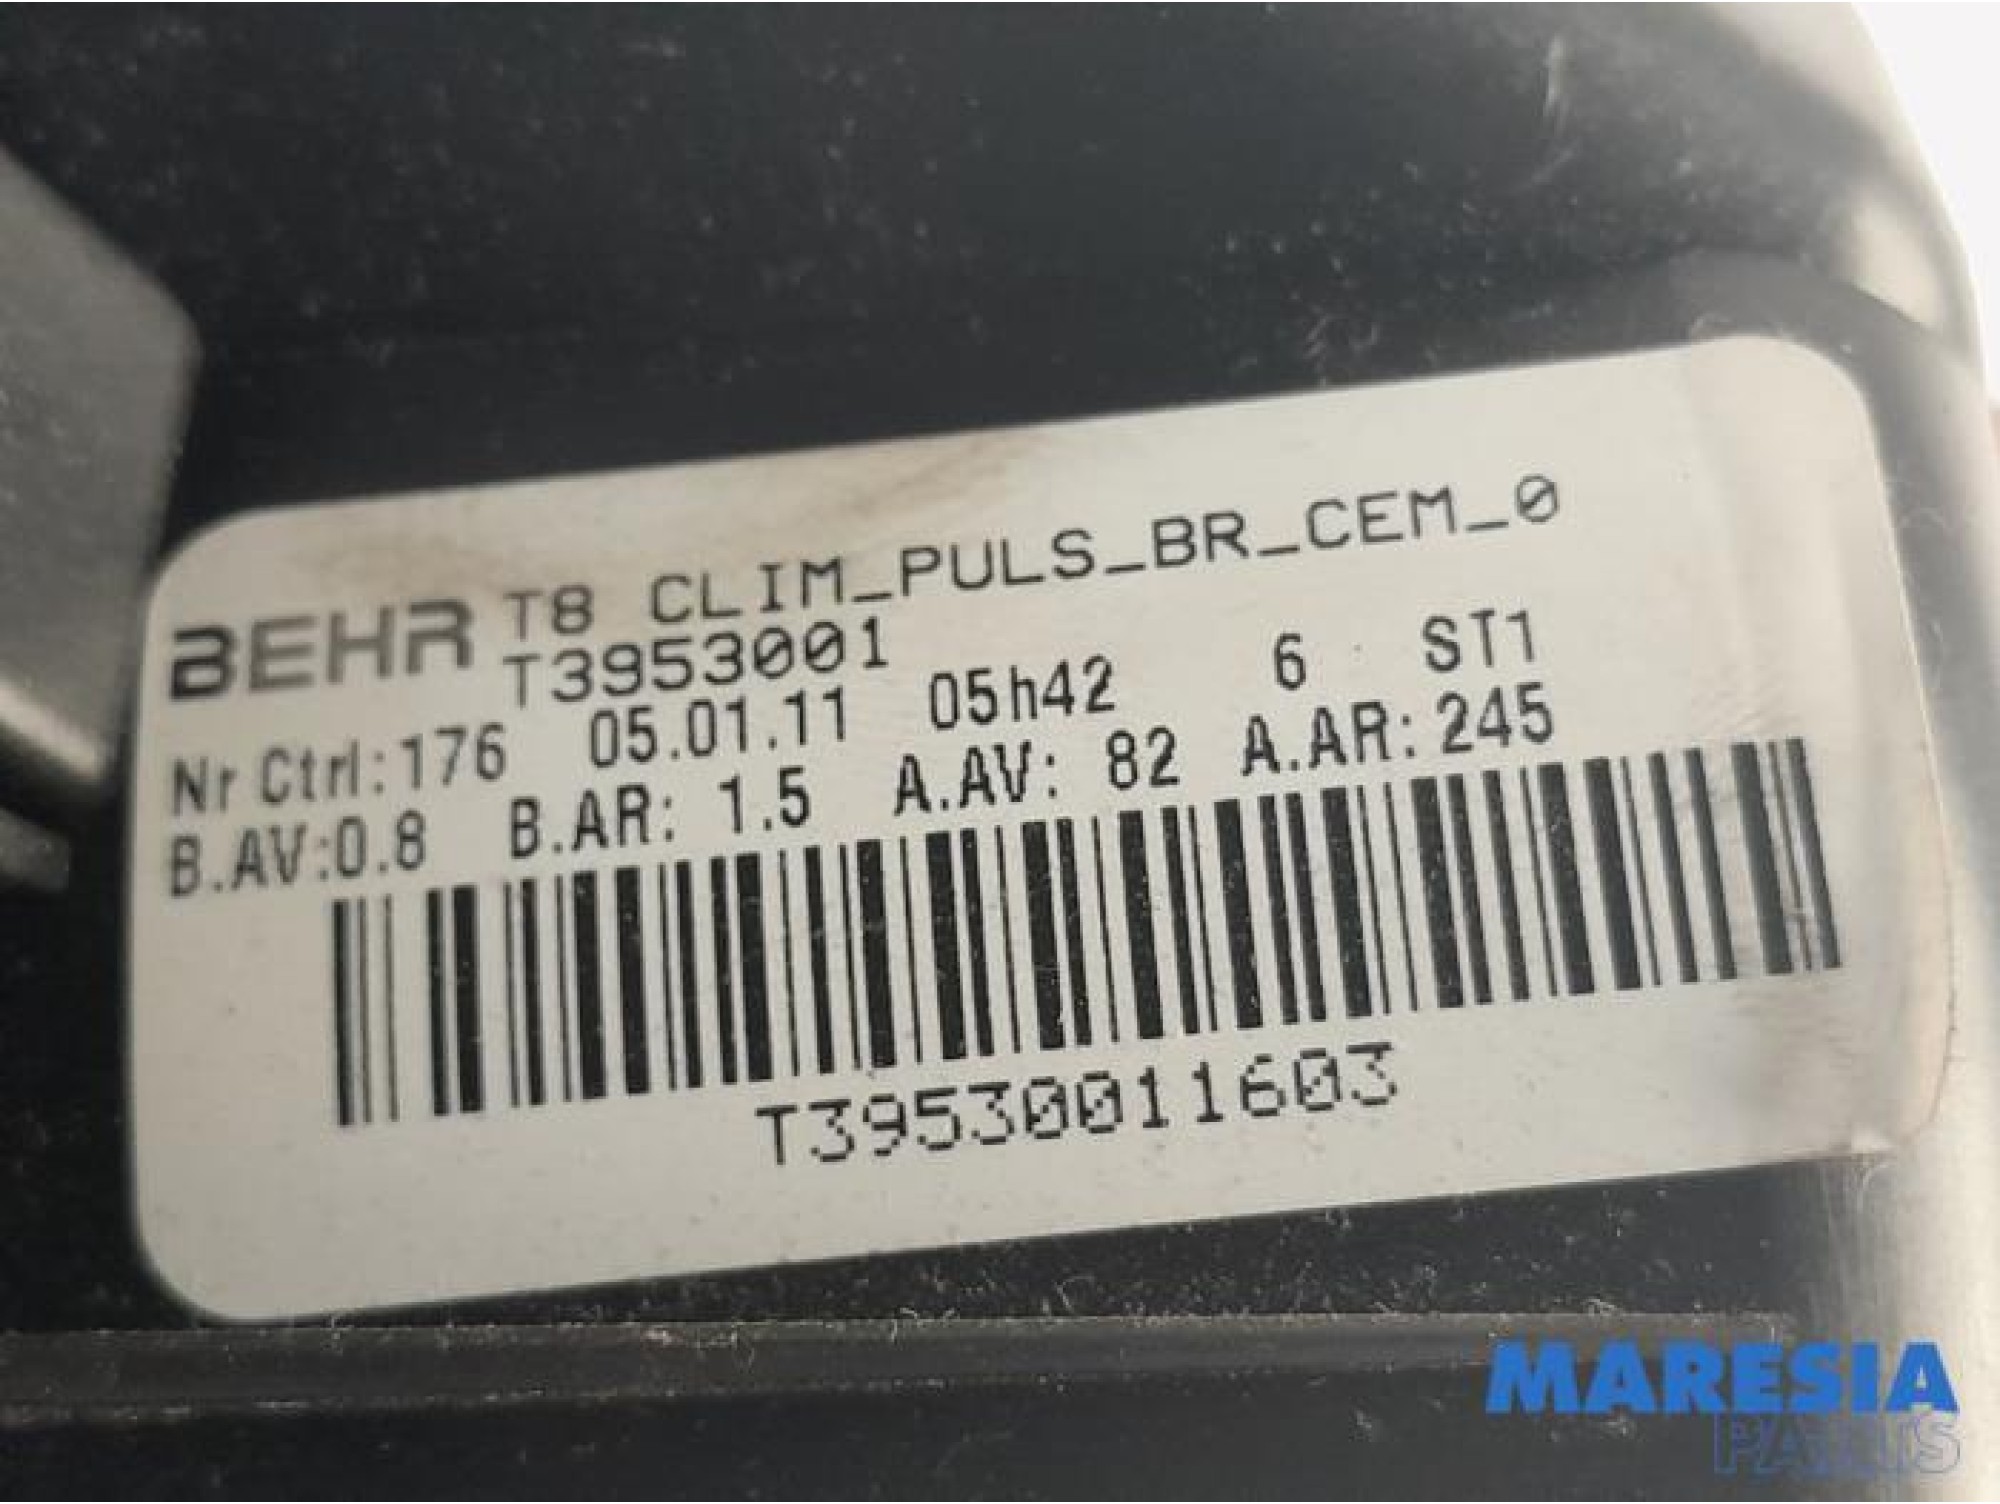 BEHR T8 CLIM_PULS_BR_CEM_0
T3953001
Nr Ctrl:176 05.01.11 05h42 6 ST1
B.AV:0.8 B.AR: 1.5 A.AV: 82 A.AR:245
T39530011603
MARESIA
PARTS